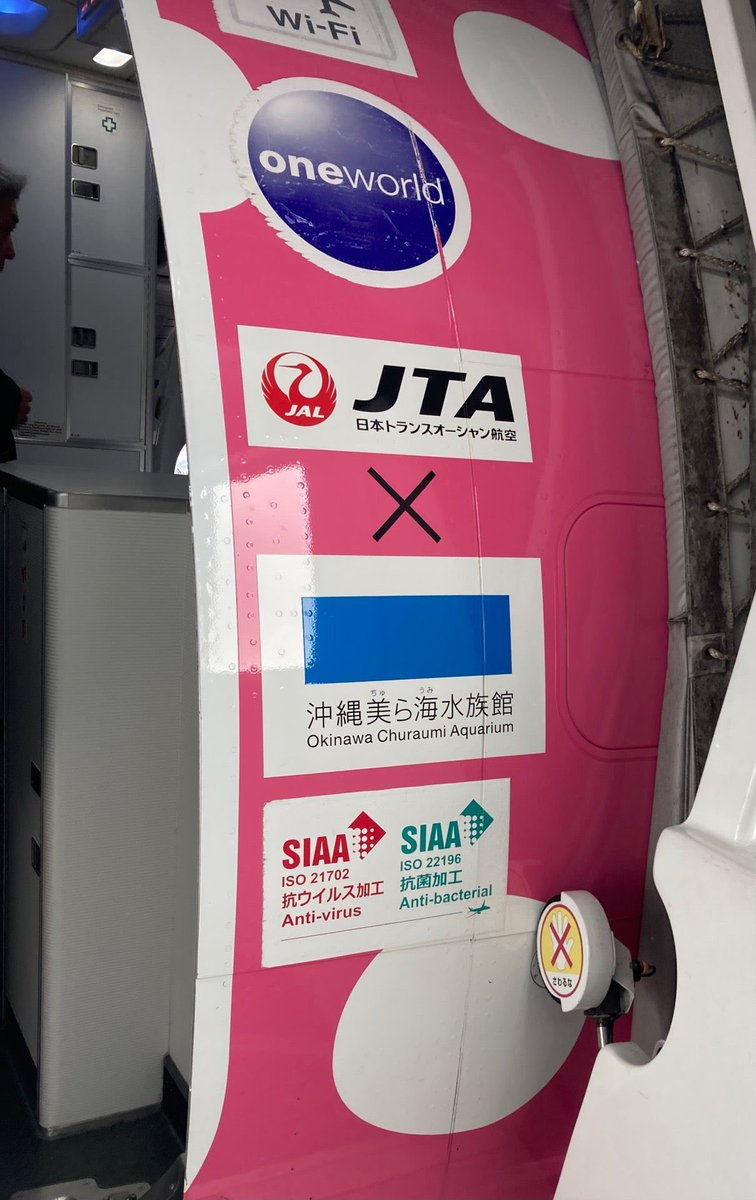 Wi-Fi
oneworld
JAL
JTA
日本トランスオーシャン航空
×
ちゅ うみ
沖縄美ら海水族館
Okinawa Churaumi Aquarium
SIAA
ISO 21702
抗ウイルス加工
Anti-virus
SIAA
ISO 22196
抗菌加工
Anti-bacterial
さわるな